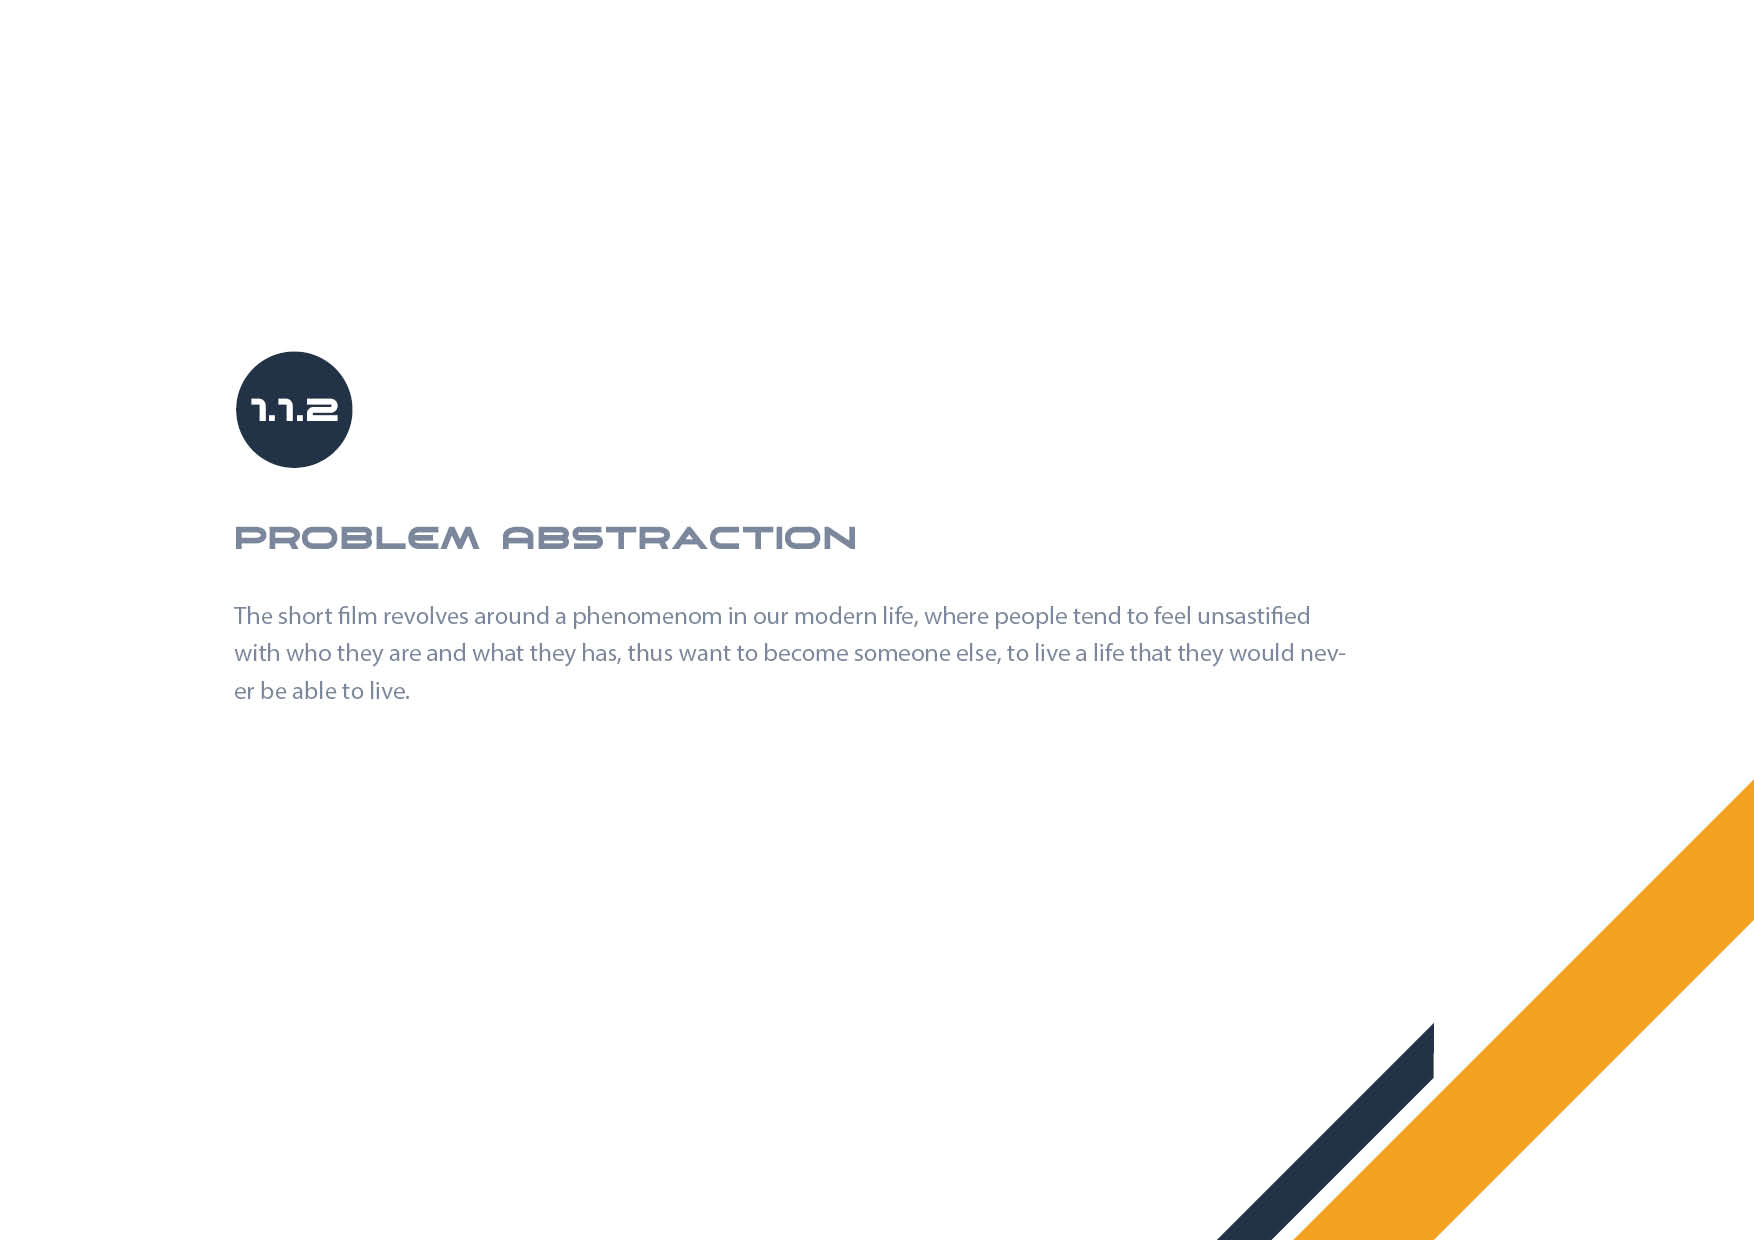 1.1.2
PROBLEM ABSTRACTION
The short film revolves around a phenomenom in our modern life, where people tend to feel unsastified
with who they are and what they has, thus want to become someone else, to live a life that they would nev-
er be able to live.